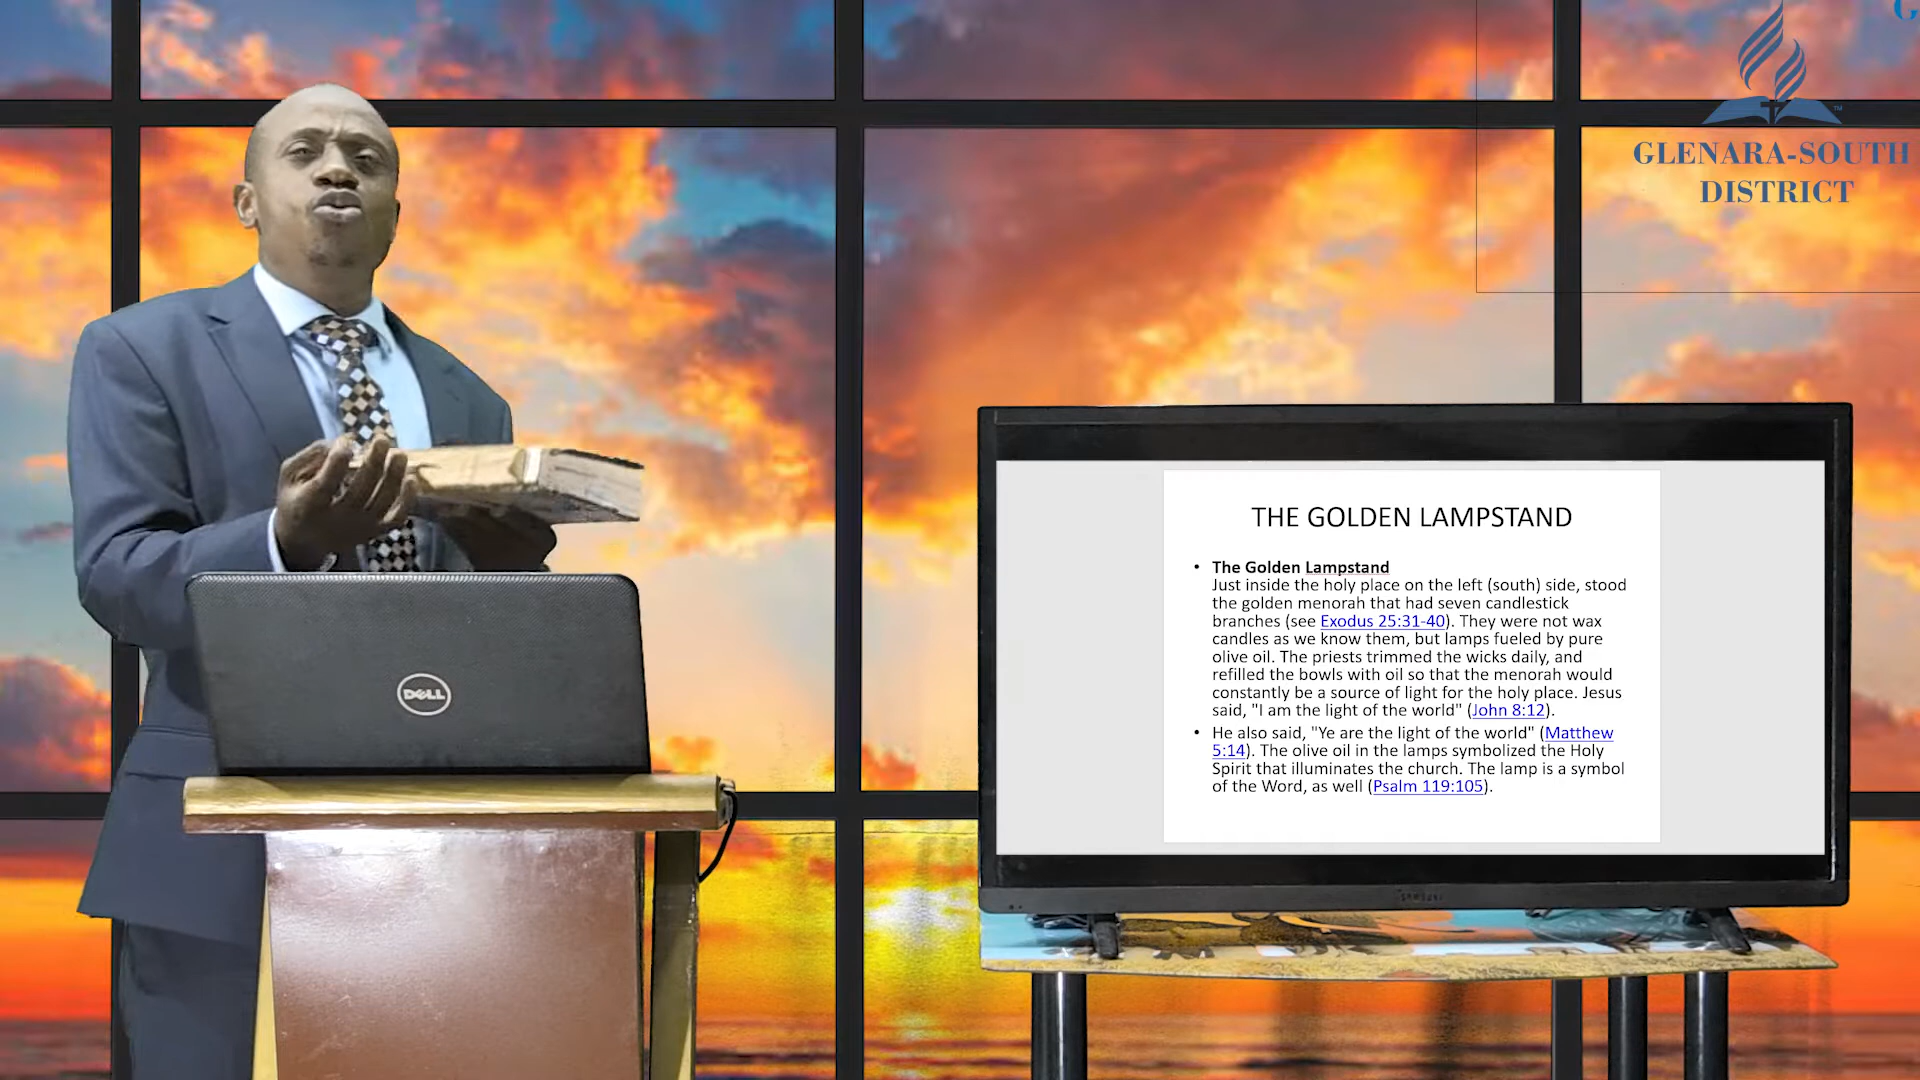 G
GLENARA-SOUTH
DISTRICT
™
THE GOLDEN LAMPSTAND
• The Golden Lampstand
Just inside the holy place on the left (south) side, stood
the golden menorah that had seven candlestick
branches (see Exodus 25:31-40). They were not wax
candles as we know them, but lamps fueled by pure
olive oil. The priests trimmed the wicks daily, and
refilled the bowls with oil so that the menorah would
constantly be a source of light for the holy place. Jesus
said, "I am the light of the world" (John 8:12).
• He also said, "Ye are the light of the world" (Matthew
5:14). The olive oil in the lamps symbolized the Holy
Spirit that illuminates the church. The lamp is a symbol
of the Word, as well (Psalm 119:105).
DELL
SAMSUNG